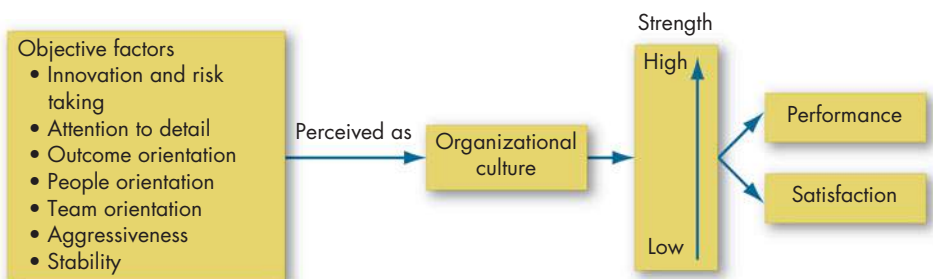 Objective factors
• Innovation and risk
taking
• Attention to detail
• Outcome orientation
• People orientation
• Team orientation
• Aggressiveness
• Stability
Perceived as
Organizational
culture
Strength
High
Low
Performance
Satisfaction